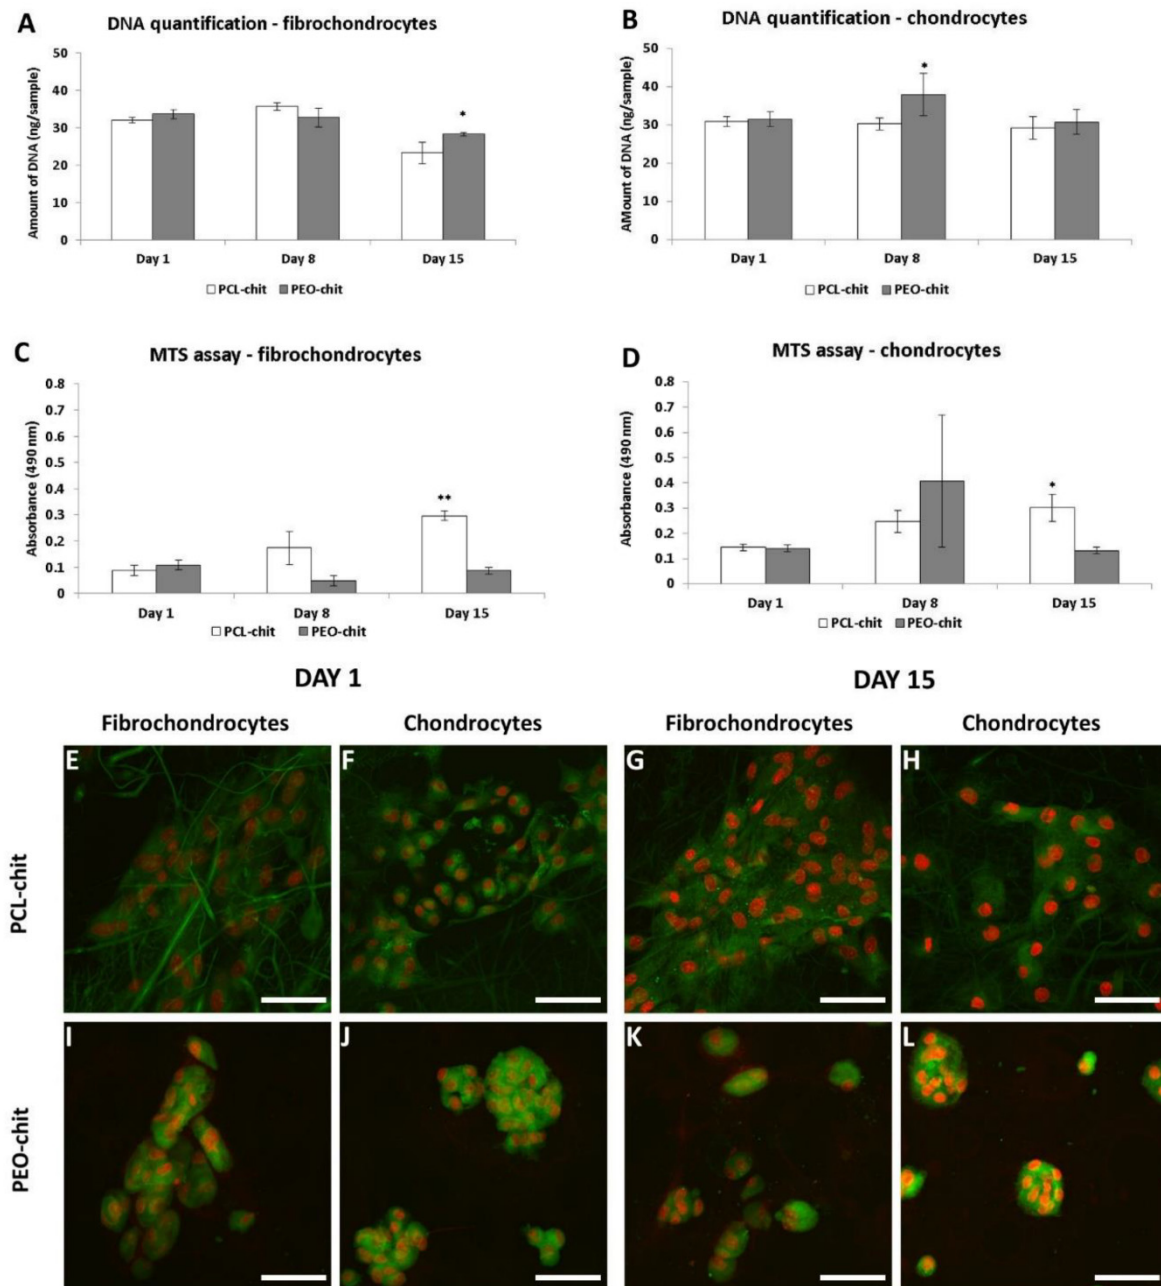 A
DNA quantification - fibrochondrocytes
Amount of DNA (ng/sample)
50
40
30
20
10
0
*
Day 1 Day 8 Day 15
PCL-chit PEO-chit
B
DNA quantification - chondrocytes
AMount of DNA (ng/sample)
50
40
30
20
10
0
*
Day 1 Day 8 Day 15
PCL-chit PEO-chit
C
MTS assay - fibrochondrocytes
Absorbance (490 nm)
0.8
0.7
0.6
0.5
0.4
0.3
0.2
0.1
0
**
Day 1 Day 8 Day 15
PCL-chit PEO-chit
D
MTS assay - chondrocytes
Absorbance (490 nm)
0.8
0.7
0.6
0.5
0.4
0.3
0.2
0.1
0
*
Day 1 Day 8 Day 15
PCL-chit PEO-chit
DAY 1 DAY 15
Fibrochondrocytes Chondrocytes Fibrochondrocytes Chondrocytes
PCL-chit
E F G H
PEO-chit
I J K L